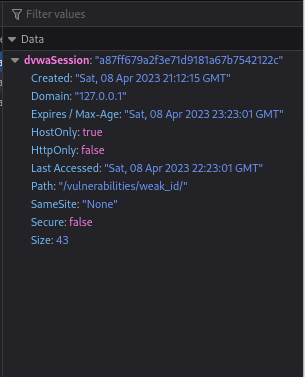 Filter values
Data
dvwaSession: "a87ff679a2f3e71d9181a67b7542122c"
Created: "Sat, 08 Apr 2023 21:12:15 GMT"
Domain: "127.0.0.1"
Expires / Max-Age: "Sat, 08 Apr 2023 23:23:01 GMT"
HostOnly: true
HttpOnly: false
Last Accessed: "Sat, 08 Apr 2023 22:23:01 GMT"
Path: "/vulnerabilities/weak_id/"
SameSite: "None"
Secure: false
Size: 43